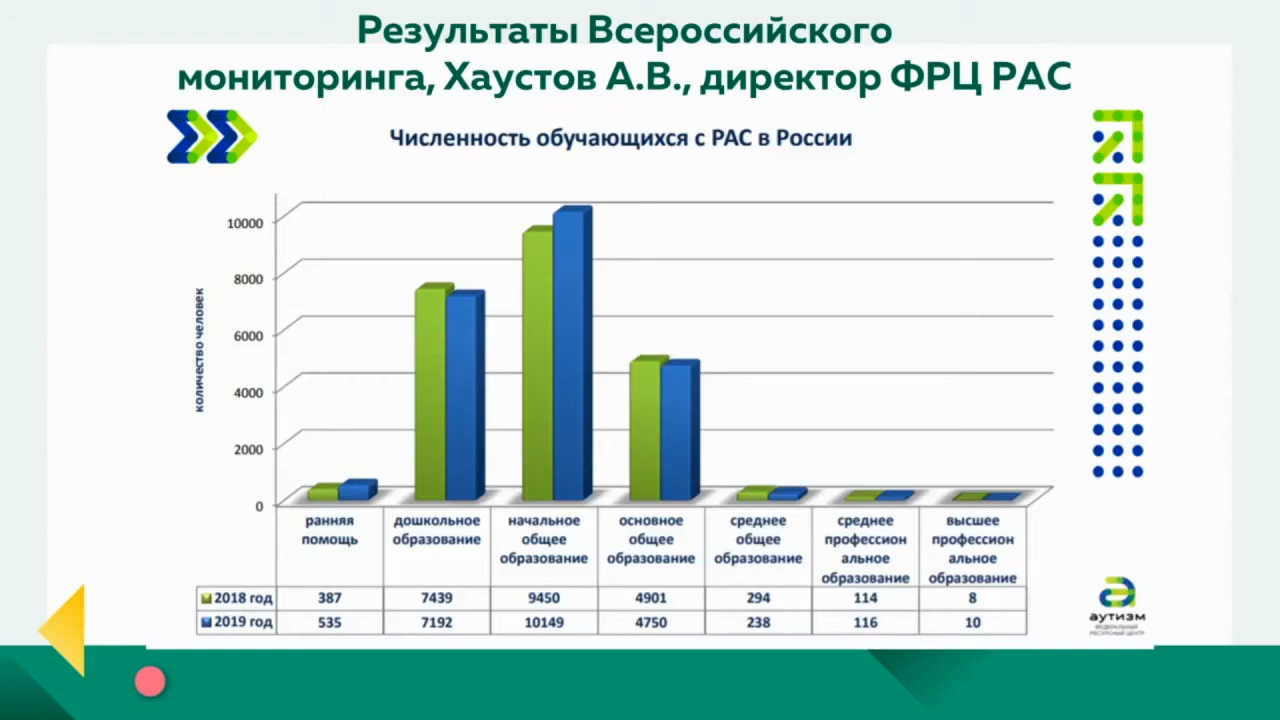 Результаты Всероссийского
мониторинга, Хаустов А.В., директор ФРЦ РАС
Численность обучающихся с РАС в России
количество человек
10000
8000
6000
4000
2000
0
ранняя помощь
дошкольное образование
начальное общее образование
основное общее образование
среднее общее образование
среднее профессион альное образование
высшее профессион альное образование
2018 год 387 7439 9450 4901 294 114 8
2019 год 535 7192 10149 4750 238 116 10
аутизм
ФЕДЕРАЛЬНЫЙ
РЕСУРСНЫЙ ЦЕНТР